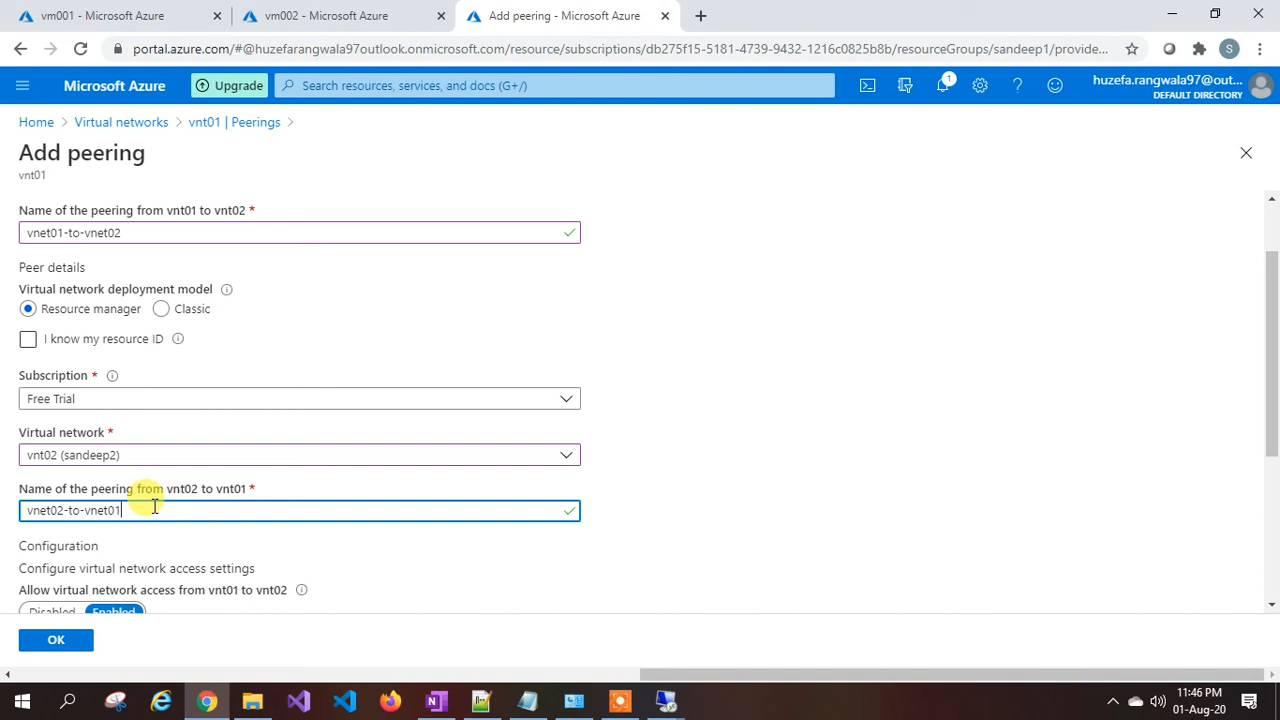 vm001 - Microsoft Azure
vm002 - Microsoft Azure
Add peering - Microsoft Azure
portal.azure.com/#@huzefarangwala97outlook.onmicrosoft.com/resource/subscriptions/db275f15-5181-4739-9432-1216c0825b8b/resourceGroups/sandeep1/provide...
S
Microsoft Azure
Upgrade
Search resources, services, and docs (G+/)
1
huzefa.rangwala97@out...
DEFAULT DIRECTORY
Home > Virtual networks > vnt01 | Peerings >
Add peering
vnt01
Name of the peering from vnt01 to vnt02 *
vnet01-to-vnet02
Peer details
Virtual network deployment model
Resource manager
Classic
I know my resource ID
Subscription *
Free Trial
Virtual network *
vnt02 (sandeep2)
Name of the peering from vnt02 to vnt01 *
vnet02-to-vnet01
Configuration
Configure virtual network access settings
Allow virtual network access from vnt01 to vnt02
Disabled Enabled
OK
11:46 PM
01-Aug-20